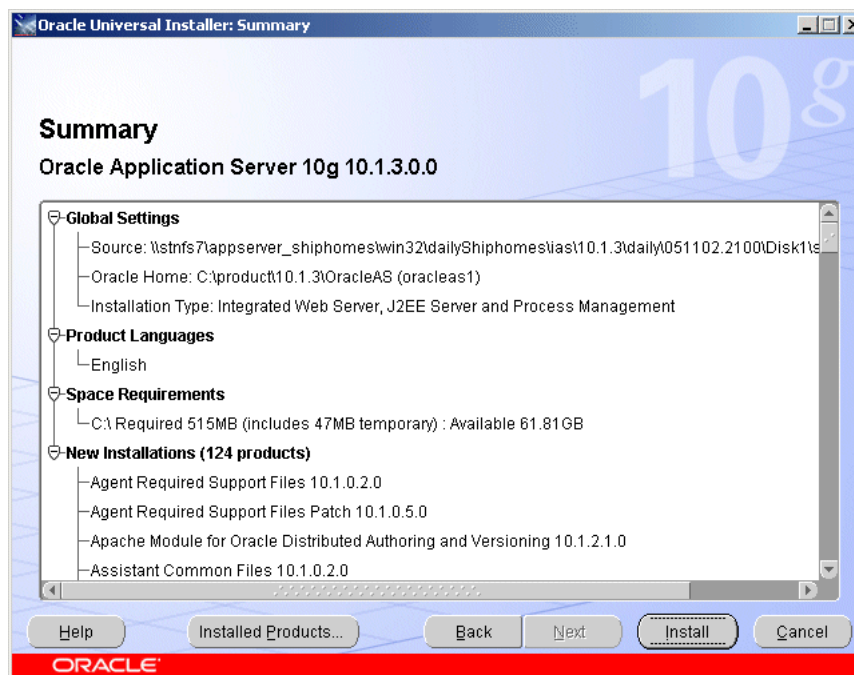 Oracle Universal Installer: Summary
10g
Summary
Oracle Application Server 10g 10.1.3.0.0
Global Settings
Source: \\stnfs7\appserver_shiphomes\win32\dailyShiphomes\ias\10.1.3\daily\051102.2100\Disk1\s
Oracle Home: C:\product\10.1.3\OracleAS (oracleas1)
Installation Type: Integrated Web Server, J2EE Server and Process Management
Product Languages
English
Space Requirements
C:\ Required 515MB (includes 47MB temporary) : Available 61.81GB
New Installations (124 products)
Agent Required Support Files 10.1.0.2.0
Agent Required Support Files Patch 10.1.0.5.0
Apache Module for Oracle Distributed Authoring and Versioning 10.1.2.1.0
Assistant Common Files 10.1.0.2.0
Help Installed Products... Back Next Install Cancel
ORACLE